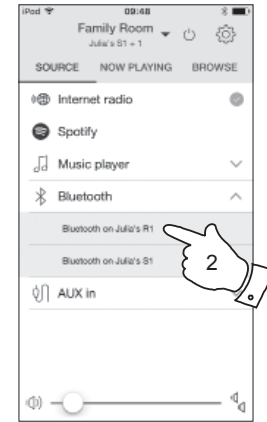 iPod 09:48
Family Room
Julia's S1 + 1
SOURCE NOW PLAYING BROWSE
Internet radio
Spotify
Music player
Bluetooth
Bluetooth on Julia's R1
Bluetooth on Julia's S1
2
AUX in